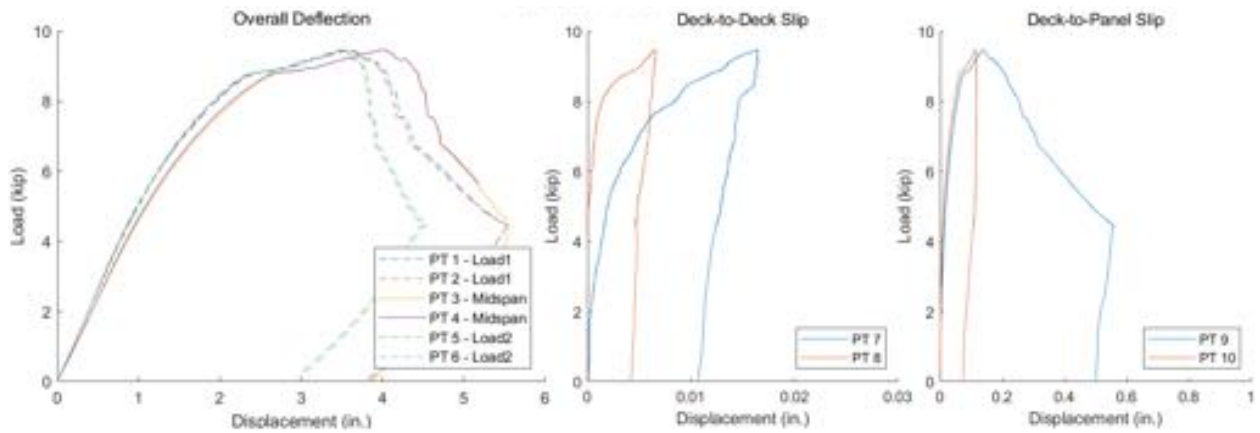 Overall Deflection
10
8
6
4
2
0
Load (kip)
0 1 2 3 4 5 6
Displacement (in.)
PT 1 - Load1
PT 2 - Load1
PT 3 - Midspan
PT 4 - Midspan
PT 5 - Load2
PT 6 - Load2
Deck-to-Deck Slip
10
8
6
4
2
0
Load (kip)
0 0.01 0.02 0.03
Displacement (in.)
PT 7
PT 8
Deck-to-Panel Slip
10
8
6
4
2
0
Load (kip)
0 0.2 0.4 0.6 0.8 1
Displacement (in.)
PT 9
PT 10